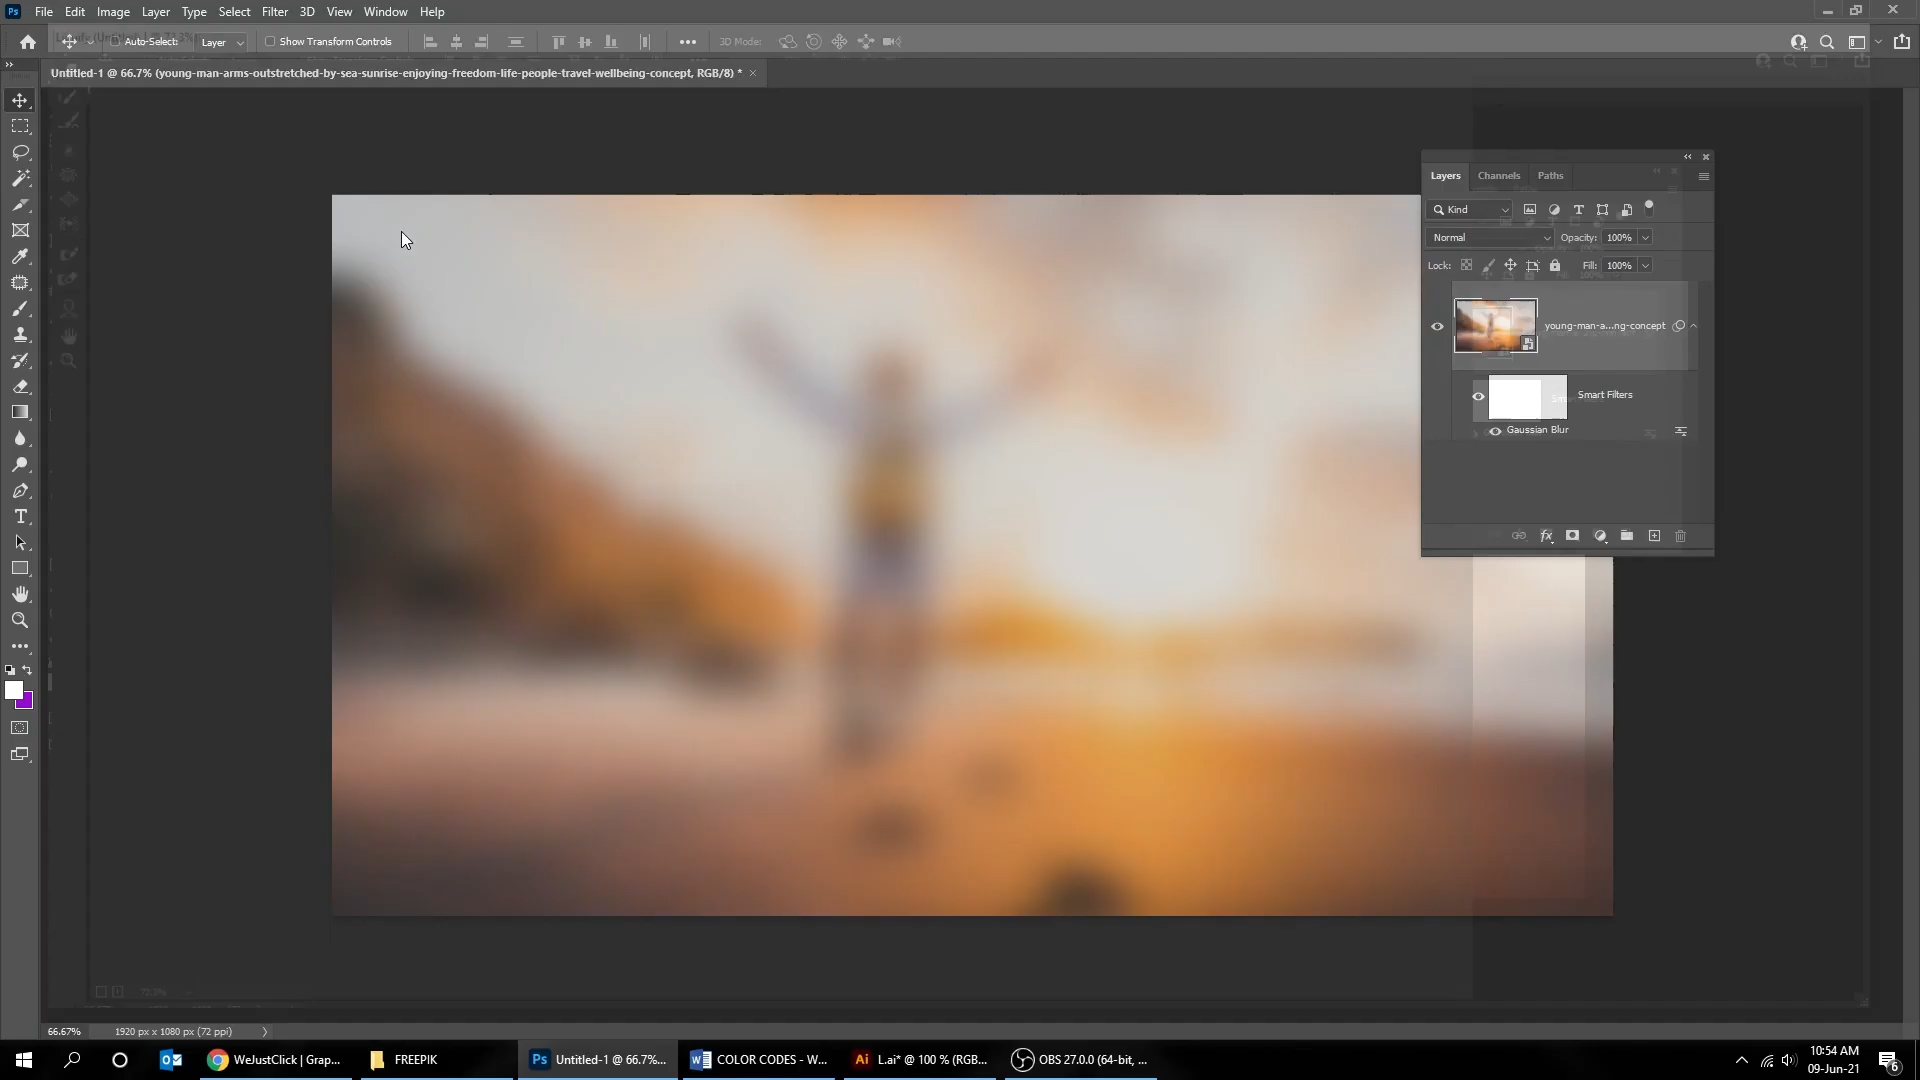 Ps File Edit Image Layer Type Select Filter 3D View Window Help
Auto-Select: Layer Show Transform Controls 3D Mode:
Untitled-1 @ 66.7% (young-man-arms-outstretched-by-sea-sunrise-enjoying-freedom-life-people-travel-wellbeing-concept, RGB/8) *
Layers Channels Paths
Kind
Normal Opacity: 100%
Lock: Fill: 100%
young-man-a...ng-concept
Smart Filters
Gaussian Blur
66.67% 1920 px x 1080 px (72 ppi)
WeJustClick | Grap... FREEPIK Ps Untitled-1 @ 66.7%... COLOR CODES - W... Ai L.ai* @ 100 % (RGB... OBS 27.0.0 (64-bit, ... 10:54 AM
09-Jun-21 6